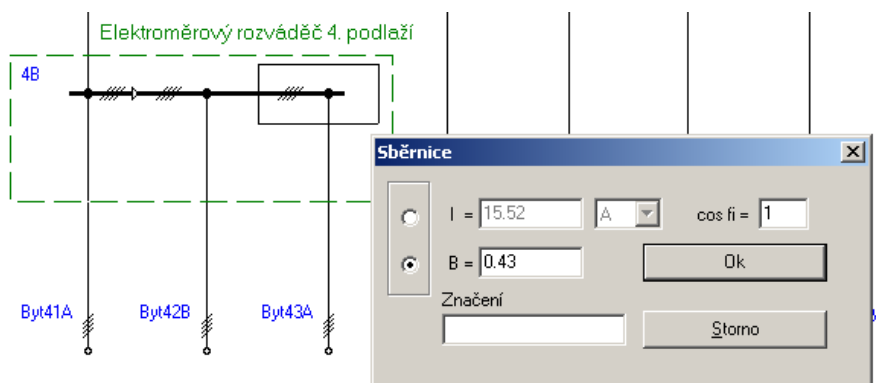 Elektroměrový rozváděč 4. podlaží
4B
Sběrnice
I = 15.52 A cos fi = 1
B = 0.43 Ok
Značení
Storno
Byt41A Byt42B Byt43A